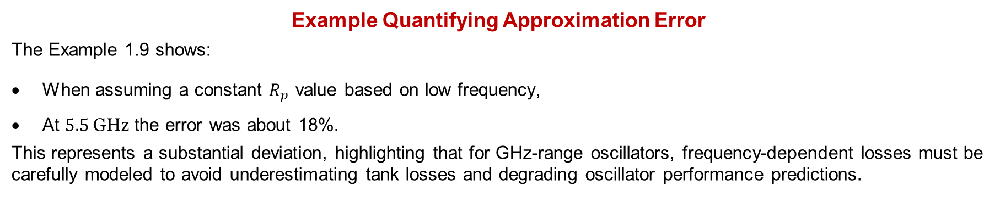 Example Quantifying Approximation Error
The Example 1.9 shows:
• When assuming a constant R_p value based on low frequency,
• At 5.5 GHz the error was about 18%.
This represents a substantial deviation, highlighting that for GHz-range oscillators, frequency-dependent losses must be
carefully modeled to avoid underestimating tank losses and degrading oscillator performance predictions.